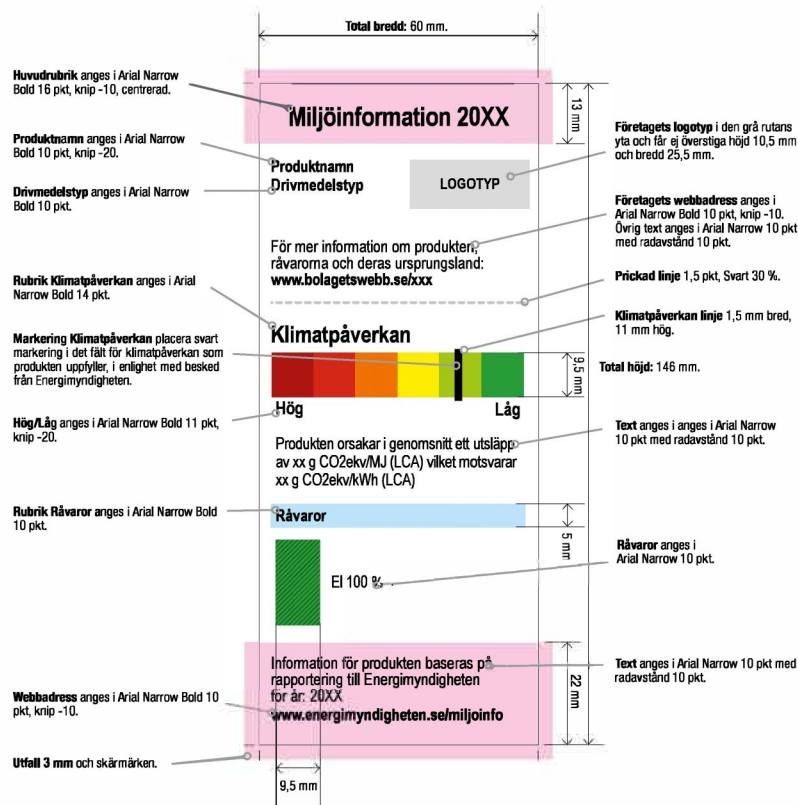 Total bredd: 60 mm.
Huvudrubrik anges i Arial Narrow
Bold 16 pkt, knip -10, centrerad.
Miljöinformation 20XX
13 mm
Produktnamn anges i Arial Narrow
Bold 10 pkt, knip -20.
Drivmedelstyp anges i Arial Narrow
Bold 10 pkt.
Produktnamn
Drivmedelstyp
LOGOTYP
Företagets logotyp i den grå rutans
yta och får ej överstiga höjd 10,5 mm
och bredd 25,5 mm.
Företagets webbadress anges i
Arial Narrow Bold 10 pkt, knip -10.
Övrig text anges i Arial Narrow 10 pkt
med radavstånd 10 pkt.
För mer information om produkten,
råvarorna och deras ursprungsland:
www.bolagetswebb.se/xxx
Prickad linje 1,5 pkt, Svart 30 %.
Rubrik Klimatpåverkan anges i Arial
Narrow Bold 14 pkt.
Klimatpåverkan
Klimatpåverkan linje 1,5 mm bred,
11 mm hög.
Markering Klimatpåverkan placera svart
markering i det fält för klimatpåverkan som
produkten uppfyller, i enlighet med besked
från Energimyndigheten.
9,5 mm
Total höjd: 146 mm.
Hög
Låg
Hög/Låg anges i Arial Narrow Bold 11 pkt,
knip -20.
Produkten orsakar i genomsnitt ett utsläpp
av xx g CO2ekv/MJ (LCA) vilket motsvarar
xx g CO2ekv/kWh (LCA)
Text anges i anges i Arial Narrow
10 pkt med radavstånd 10 pkt.
Rubrik Råvaror anges i Arial Narrow Bold
10 pkt.
Råvaror
5 mm
El 100 %
Råvaror anges i
Arial Narrow 10 pkt.
Information för produkten baseras på
rapportering till Energimyndigheten
för år: 20XX
www.energimyndigheten.se/miljoinfo
22 mm
Text anges i Arial Narrow 10 pkt med
radavstånd 10 pkt.
Webbadress anges i Arial Narrow Bold 10
pkt, knip -10.
Utfall 3 mm och skärmärken.
9,5 mm